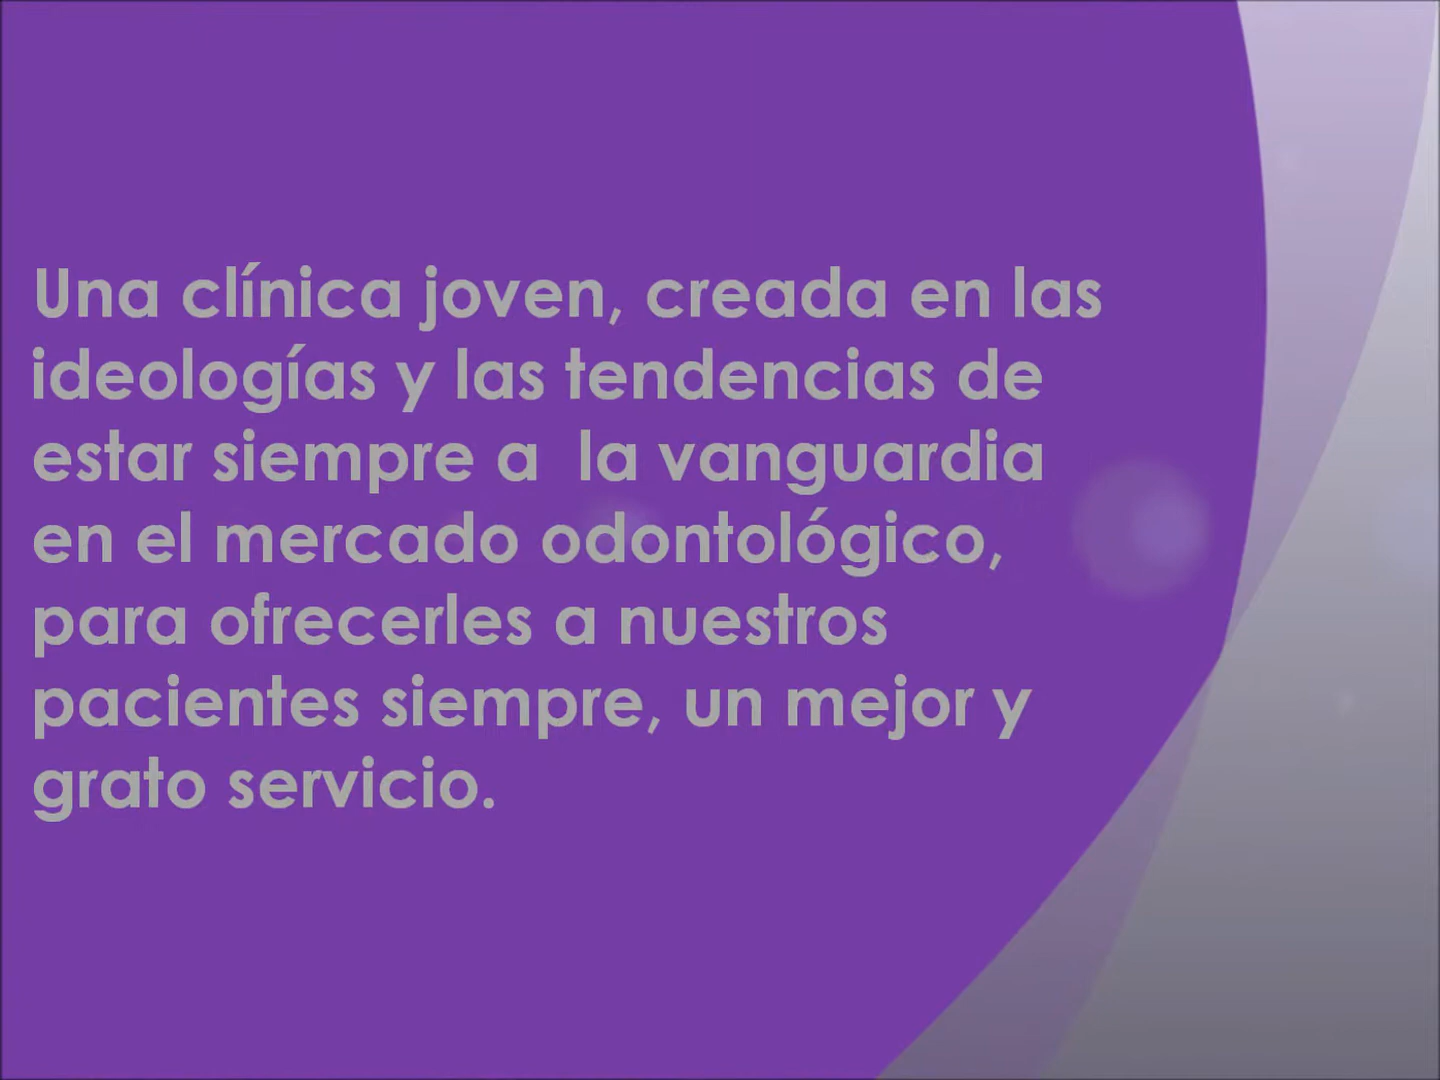 Una clínica joven, creada en las
ideologías y las tendencias de
estar siempre a  la vanguardia
en el mercado odontológico,
para ofrecerles a nuestros
pacientes siempre, un mejor y
grato servicio.